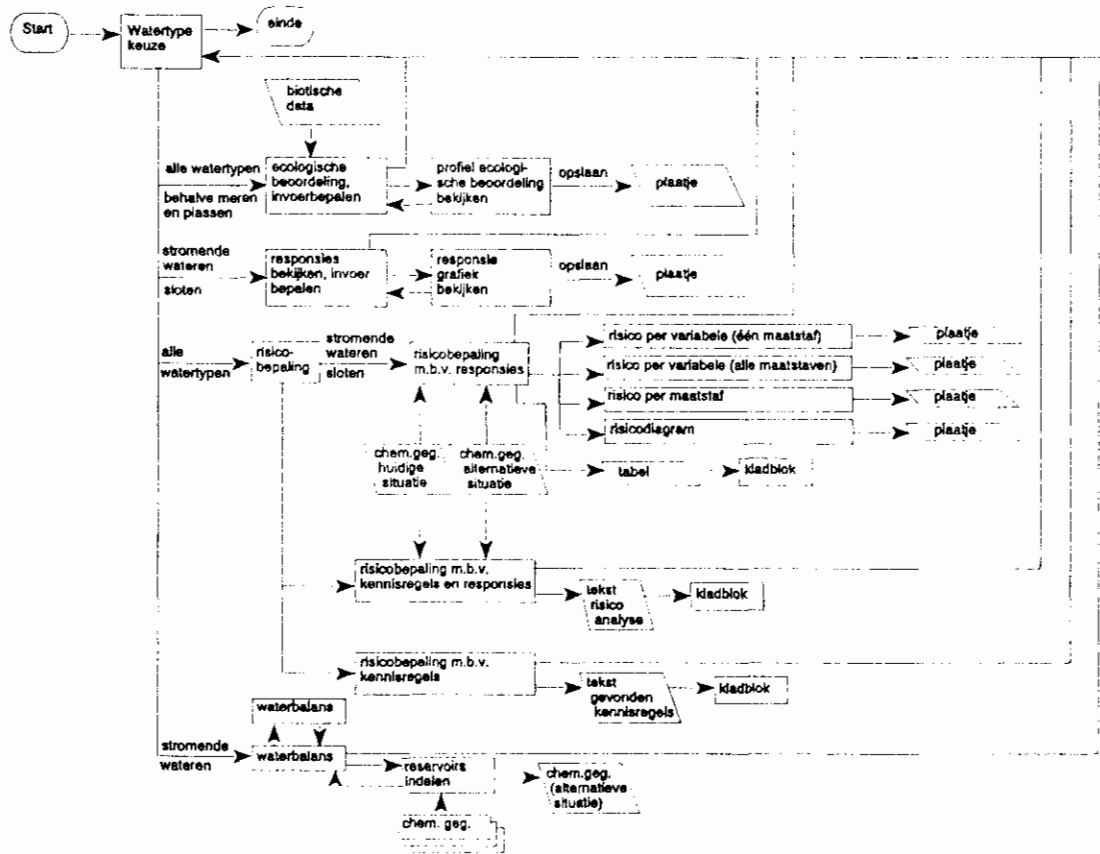 Start
Watertype
keuze
einde
biotische
data
alle watertypen
behalve meren
en plassen
ecologische
beoordeling,
invoerbepalen
profiel ecologi-
sche beoordeling
bekijken
opslaan
plaatje
stromende
wateren
sloten
responsies
bekijken, invoer
bepalen
responsie
grafiek
bekijken
opslaan
plaatje
alle
watertypen
risico-
bepaling
stromende
wateren
sloten
risicobepaling
m.b.v. responsies
risico per variabele (één maatstaf)
plaatje
risico per variabele (alle maatstaven)
plaatje
risico per maatstaf
plaatje
risicodiagram
plaatje
chem.geg.
huidige
situatie
chem.geg.
alternatieve
situatie
tabel
kladblok
risicobepaling m.b.v.
kennisregels en responsies
tekst
risico
analyse
kladblok
risicobepaling m.b.v.
kennisregels
tekst
gevonden
kennisregels
kladblok
waterbalans
stromende
wateren
waterbalans
reservoirs
indelen
chem.geg.
(alternatieve
situatie)
chem. geg.